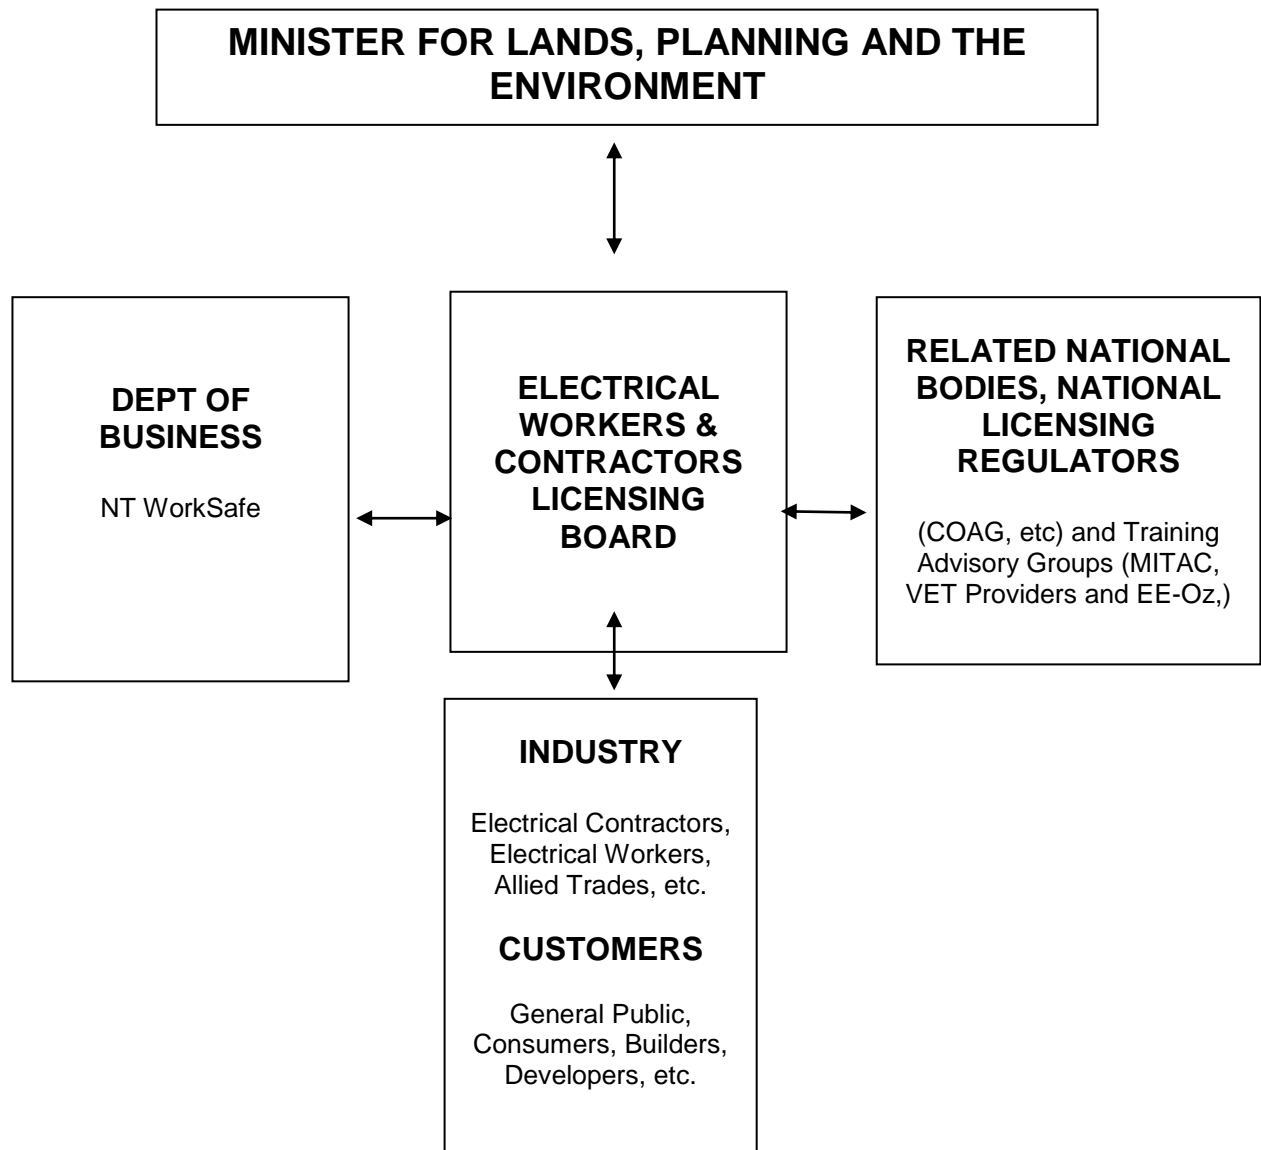 MINISTER FOR LANDS, PLANNING AND THE
ENVIRONMENT
DEPT OF
BUSINESS
NT WorkSafe
ELECTRICAL
WORKERS &
CONTRACTORS
LICENSING
BOARD
RELATED NATIONAL
BODIES, NATIONAL
LICENSING
REGULATORS
(COAG, etc) and Training
Advisory Groups (MITAC,
VET Providers and EE-Oz,)
INDUSTRY
Electrical Contractors,
Electrical Workers,
Allied Trades, etc.
CUSTOMERS
General Public,
Consumers, Builders,
Developers, etc.